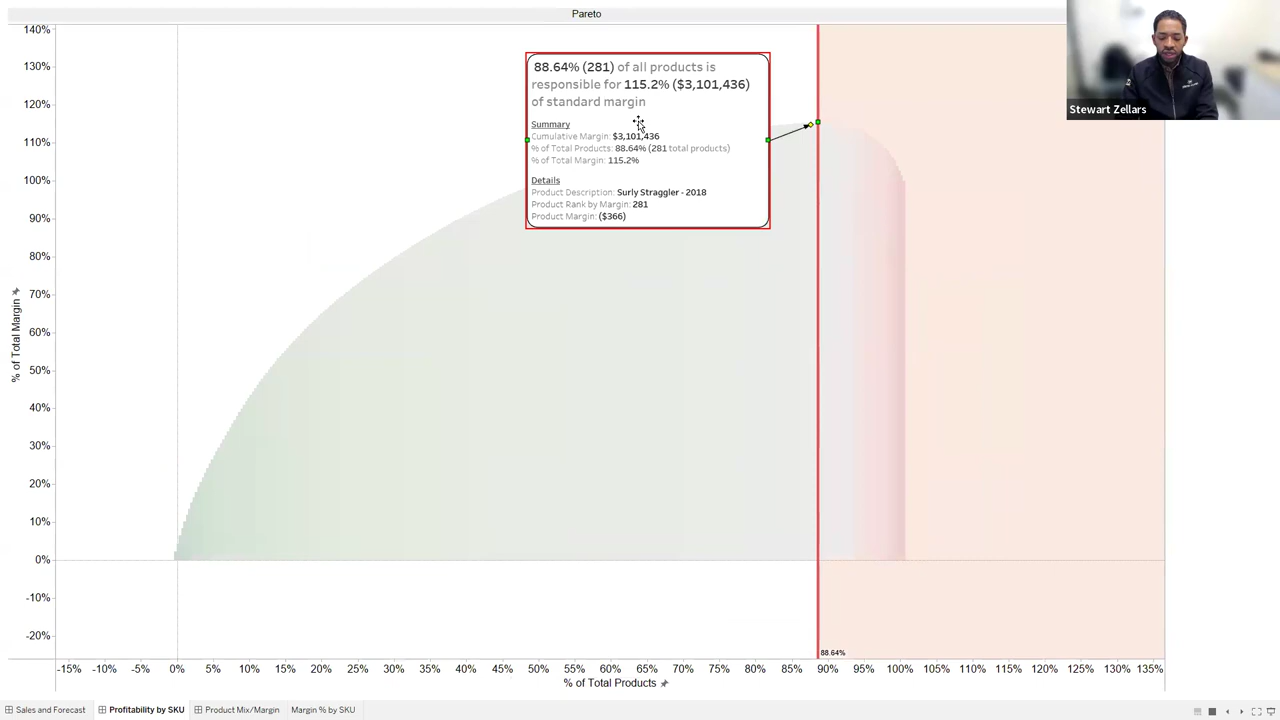 Pareto
140%
130%
120%
110%
100%
90%
80%
70%
60%
50%
40%
30%
20%
10%
0%
-10%
-20%
% of Total Margin
88.64% (281) of all products is
responsible for 115.2% ($3,101,436)
of standard margin
Summary
Cumulative Margin: $3,101,436
% of Total Products: 88.64% (281 total products)
% of Total Margin: 115.2%
Details
Product Description: Surly Straggler - 2018
Product Rank by Margin: 281
Product Margin: ($366)
Stewart Zellars
88.64%
-15% -10% -5% 0% 5% 10% 15% 20% 25% 30% 35% 40% 45% 50% 55% 60% 65% 70% 75% 80% 85% 90% 95% 100% 105% 110% 115% 120% 125% 130% 135%
% of Total Products
Sales and Forecast Profitability by SKU Product Mix/Margin Margin % by SKU